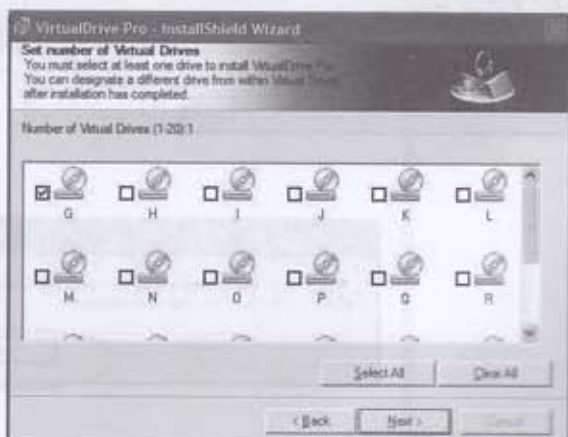 VirtualDrive Pro - InstallShield Wizard
Set number of Virtual Drives
You must select at least one drive to install VirtualDrive Pro.
You can designate a different drive from within Virtual Drive
after installation has completed.
Number of Virtual Drives (1-20):1
G H I J K L
M N O P Q R
Select All Clear All
< Back Next > Cancel